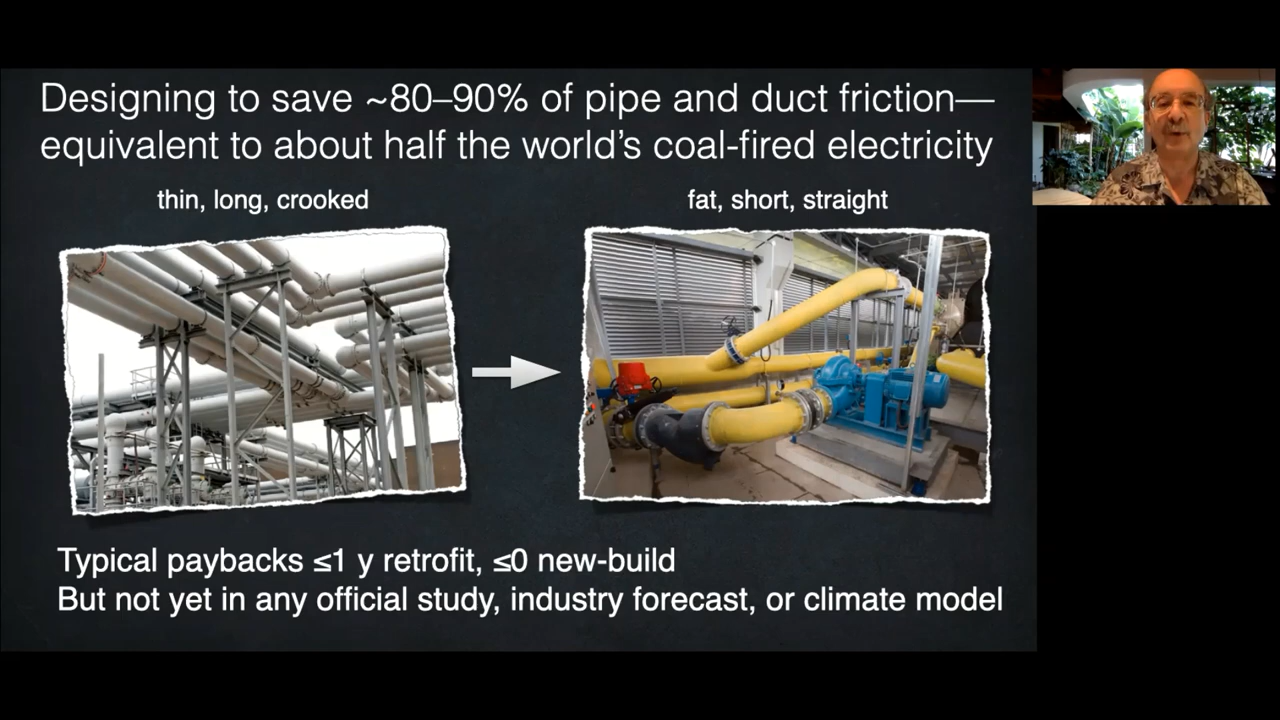 Designing to save ~80–90% of pipe and duct friction—
equivalent to about half the world's coal-fired electricity
thin, long, crooked
fat, short, straight
Typical paybacks ≤1 y retrofit, ≤0 new-build
But not yet in any official study, industry forecast, or climate model